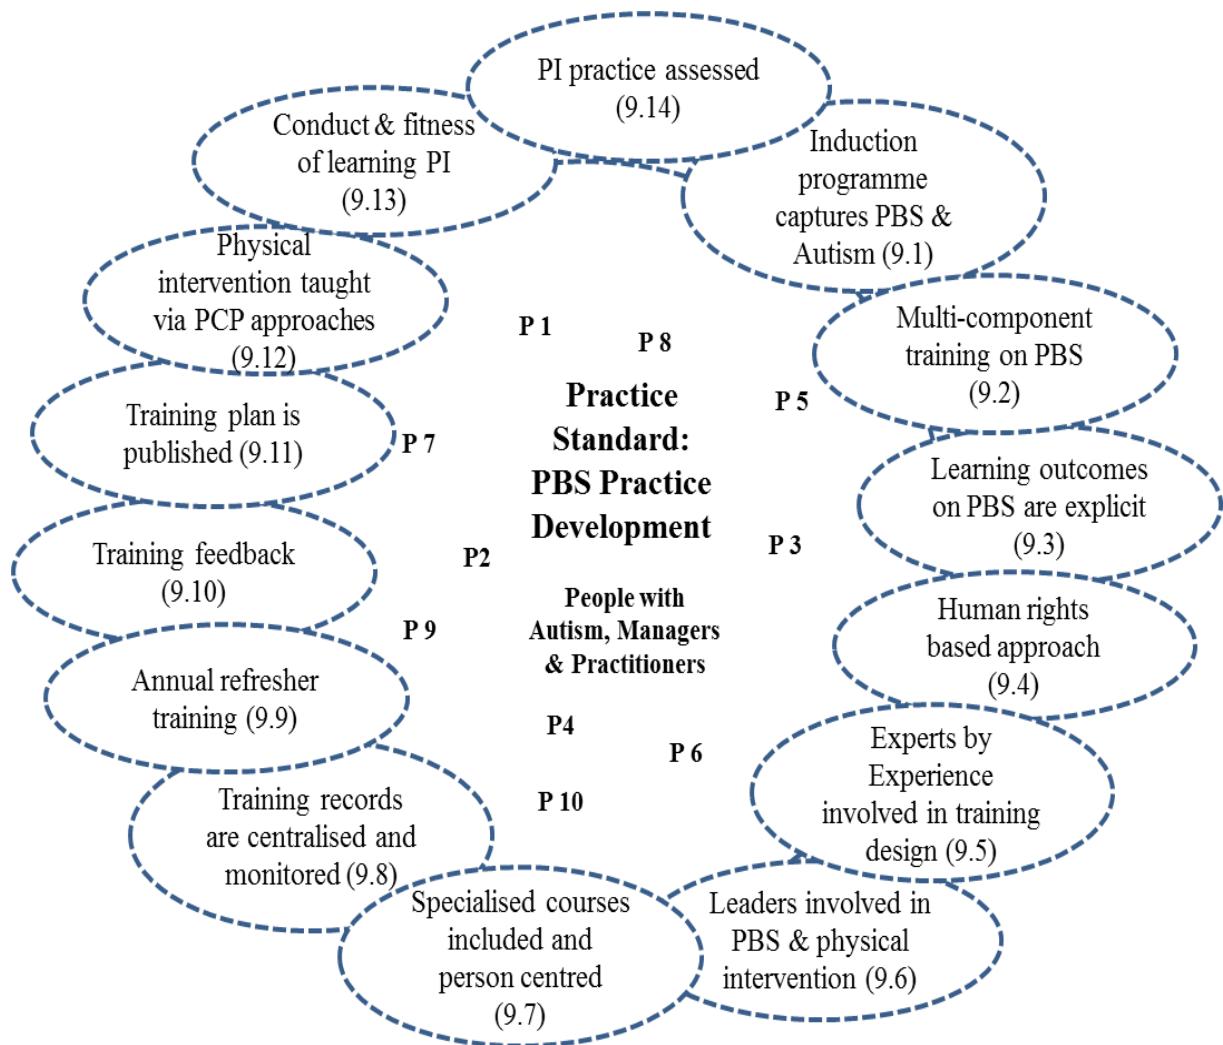 PI practice assessed
(9.14)
Induction
programme
captures PBS &
Autism (9.1)
Multi-component
training on PBS
(9.2)
Learning outcomes
on PBS are explicit
(9.3)
Human rights
based approach
(9.4)
Experts by
Experience
involved in training
design (9.5)
Leaders involved in
PBS & physical
intervention (9.6)
Specialised courses
included and
person centred
(9.7)
Training records
are centralised and
monitored (9.8)
Annual refresher
training (9.9)
Training feedback
(9.10)
Training plan is
published (9.11)
Physical
intervention taught
via PCP approaches
(9.12)
Conduct & fitness
of learning PI
(9.13)
P 1
P 8
P 5
P 7
Practice
Standard:
PBS Practice
Development
P2
P 3
People with
Autism, Managers
& Practitioners
P 9
P4
P 6
P 10